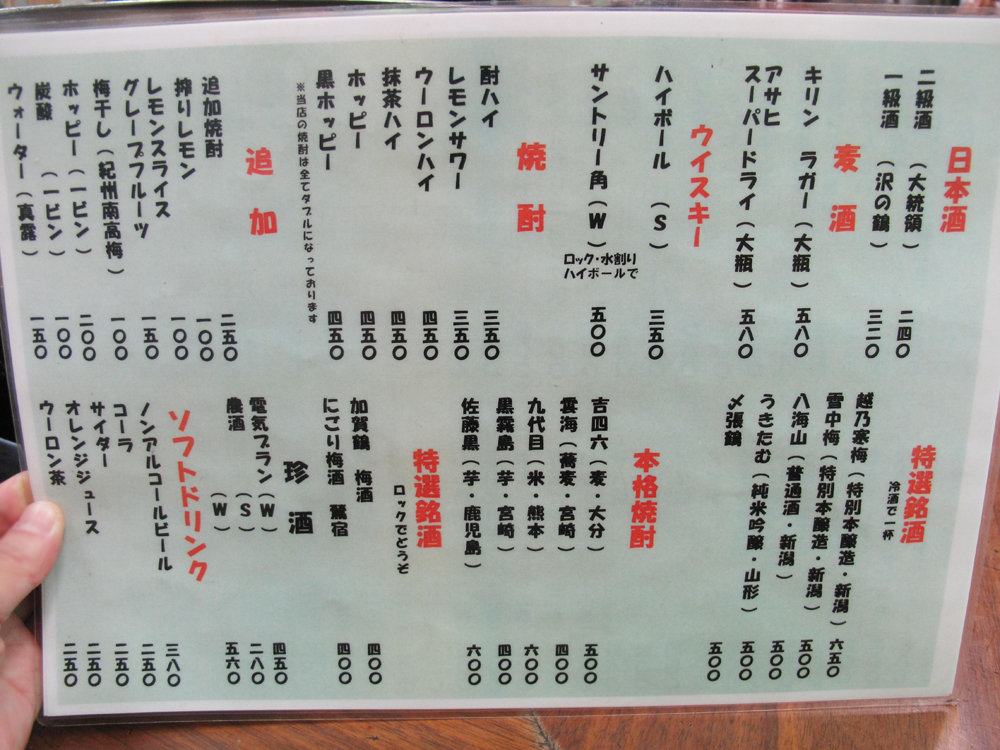 日本酒
二級酒 (大統領) 二四〇
一級酒 (沢の鶴) 三二〇
麦酒
キリン ラガー(大瓶) 五八〇
アサヒ
スーパードライ(大瓶) 五八〇
ウイスキー
ハイボール (S) 三五〇
サントリー角(W) ロック・水割り
ハイボールで 五〇〇
焼酎
酎ハイ 三五〇
レモンサワー 三五〇
ウーロンハイ 四五〇
抹茶ハイ 四五〇
ホッピー 四五〇
黒ホッピー 四五〇
※当店の焼酎は全てダブルになっております
追加
追加焼酎 二五〇
搾りレモン 一〇〇
レモンスライス 一〇〇
グレープフルーツ 一五〇
梅干し(紀州南高梅) 一〇〇
ホッピー (一ビン) 二〇〇
炭酸 (一ビン) 一〇〇
ウォーター(真露) 一五〇
特選銘酒 冷酒で一杯
越乃寒梅(特別本醸造・新潟) 六五〇
雪中梅(特別本醸造・新潟) 五〇〇
八海山(普通酒・新潟) 五〇〇
うきたむ(純米吟醸・山形) 五〇〇
〆張鶴 五〇〇
本格焼酎
吉四六(麦・大分) 五〇〇
雲海(蕎麦・宮崎) 四〇〇
九代目(米・熊本) 六〇〇
黒霧島(芋・宮崎) 四〇〇
佐藤黒(芋・鹿児島) 六〇〇
特選銘酒
ロックでどうぞ
加賀鶴 梅酒 四〇〇
にごり梅酒 鶯宿 四〇〇
珍酒
電気ブラン(W) 四五〇
(S) 二八〇
農酒 (W) 五六〇
ソフトドリンク
ノンアルコールビール 三八〇
コーラ 二五〇
サイダー 二五〇
オレンジジュース 二五〇
ウーロン茶 二五〇